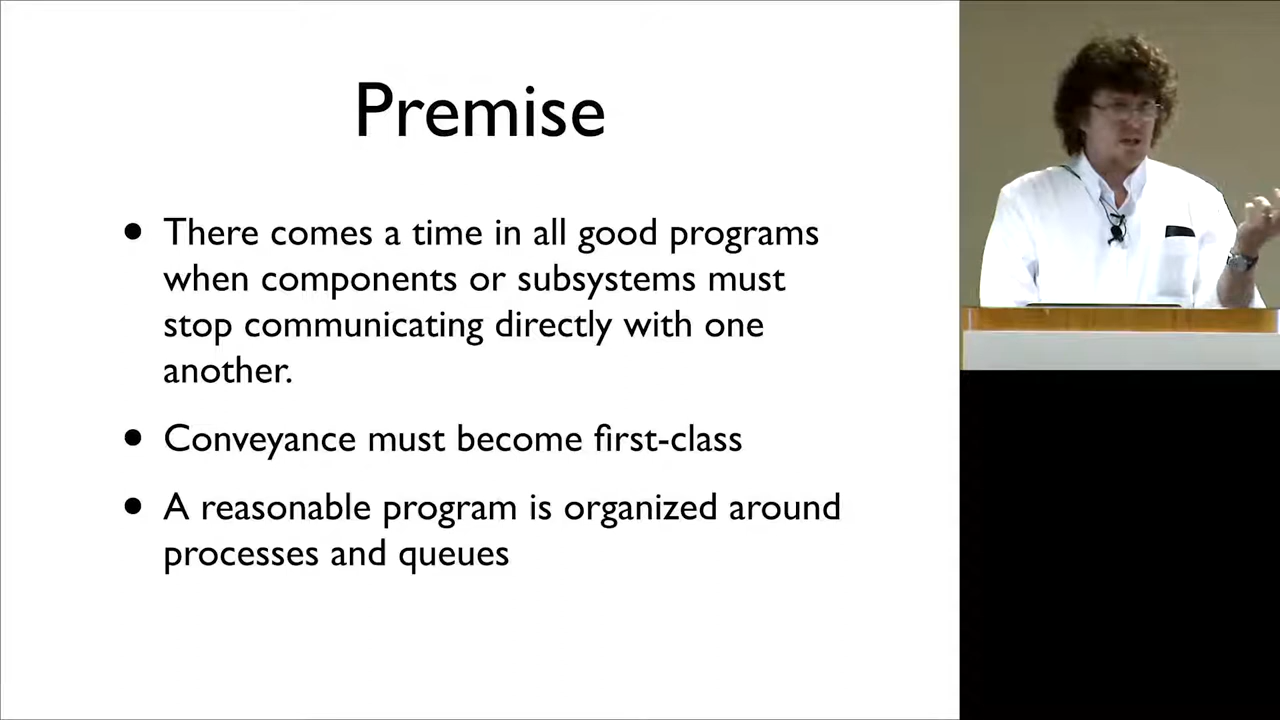 Premise
• There comes a time in all good programs
when components or subsystems must
stop communicating directly with one
another.
• Conveyance must become first-class
• A reasonable program is organized around
processes and queues